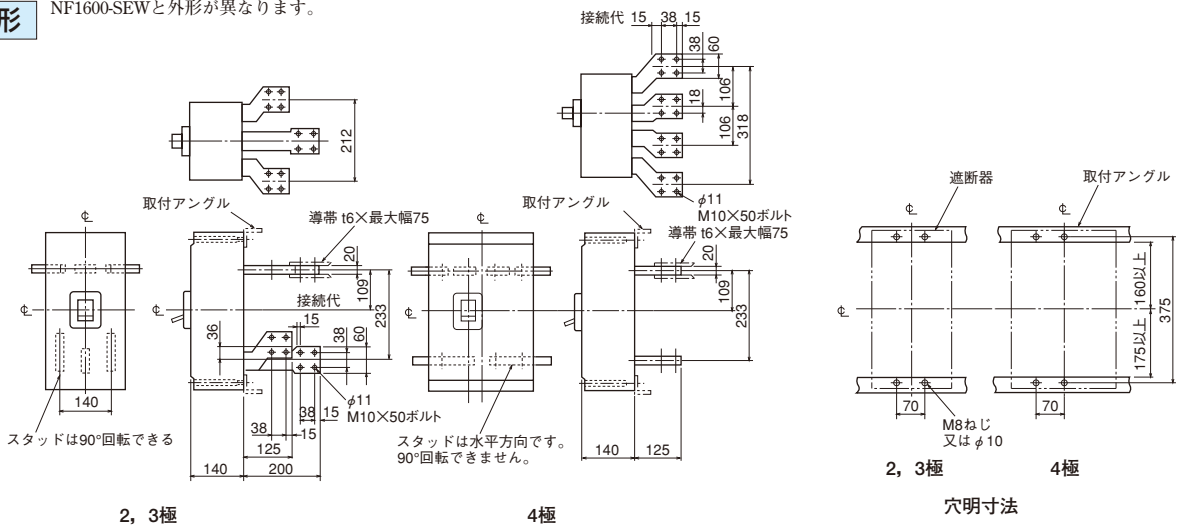 形
NF1600-SEWと外形が異なります。
接続代
15
38
15
38
60
18
106
106
318
φ11
M10×50ボルト
212
取付アングル
導帯 t6×最大幅75
20
109
233
接続代
15
36
38
60
φ11
M10×50ボルト
38
15
38
15
125
140
200
140
スタッドは90°回転できる
2，3極
取付アングル
導帯 t6×最大幅75
20
109
233
スタッドは水平方向です。
90°回転できません。
140
125
4極
遮断器
取付アングル
160以上
175以上
375
70
70
M8ねじ
又はφ10
2，3極
4極
穴明寸法